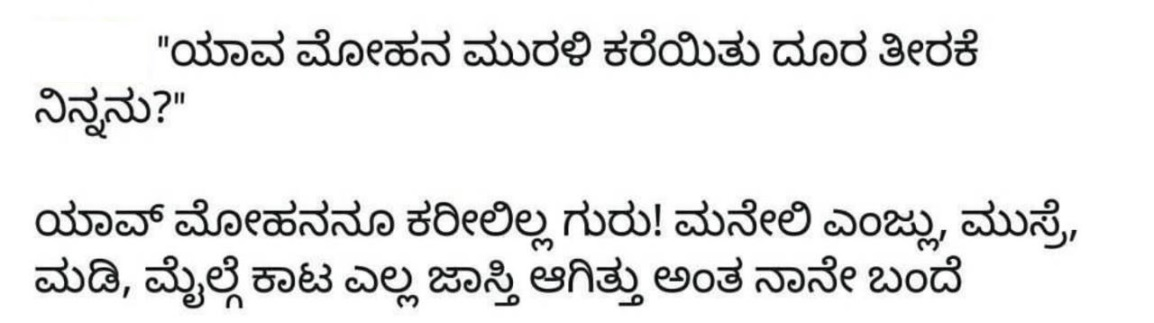 "ಯಾವ ಮೋಹನ ಮುರಳಿ ಕರೆಯಿತು ದೂರ ತೀರಕೆ
ನಿನ್ನನು?"
ಯಾವ್ ಮೋಹನನೂ ಕರೀಲಿಲ್ಲ ಗುರು! ಮನೇಲಿ ಎಂಜ್ಲು, ಮುಸ್ರೆ,
ಮಡಿ, ಮೈಲ್ಗೆ ಕಾಟ ಎಲ್ಲ ಜಾಸ್ತಿ ಆಗಿತ್ತು ಅಂತ ನಾನೇ ಬಂದೆ